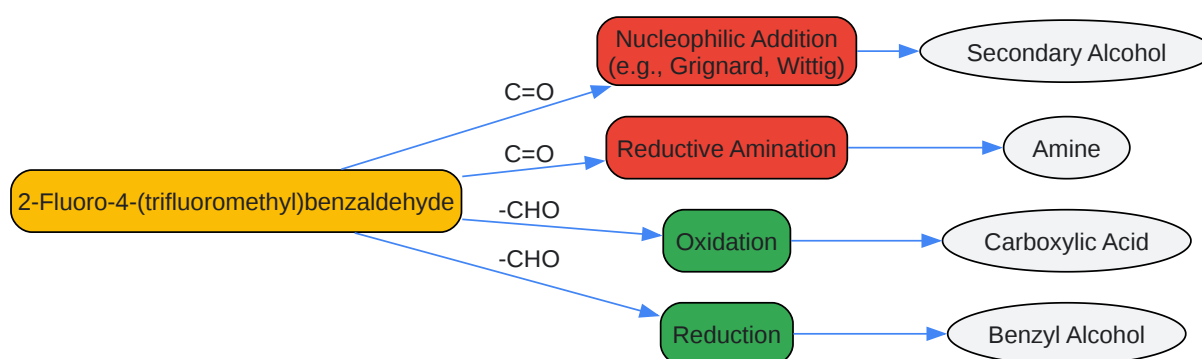 Nucleophilic Addition
(e.g., Grignard, Wittig)
Secondary Alcohol
C=O
C=O
Reductive Amination
Amine
2-Fluoro-4-(trifluoromethyl)benzaldehyde
-CHO
Oxidation
Carboxylic Acid
-CHO
Reduction
Benzyl Alcohol